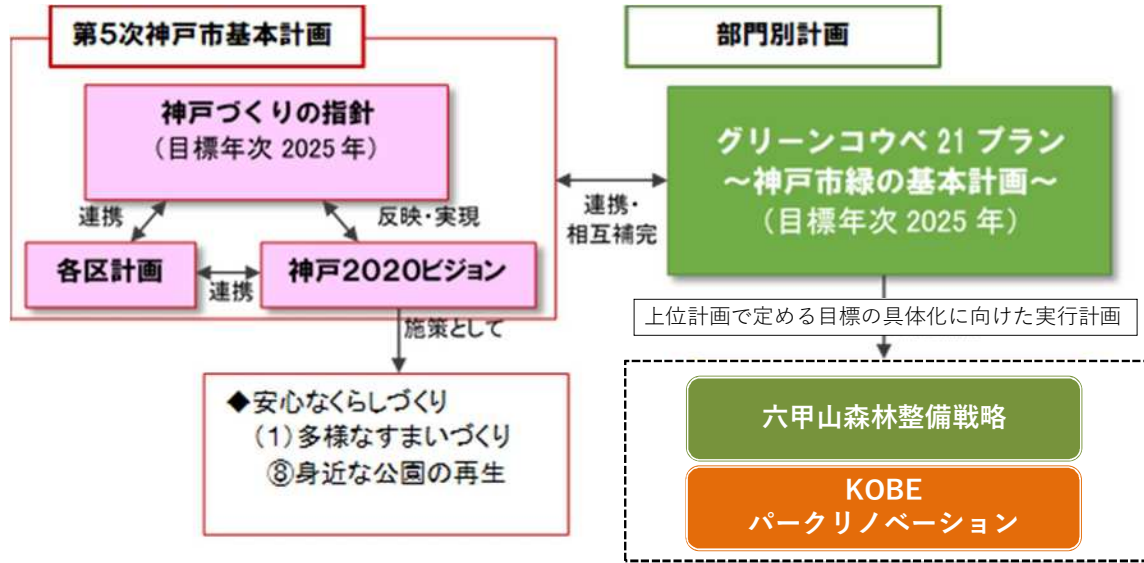 第5次神戸市基本計画
神戸づくりの指針
(目標年次 2025 年)
連携
反映・実現
各区計画
連携
神戸2020ビジョン
施策として
◆安心なくらしづくり
(1)多様なすまいづくり
⑧身近な公園の再生
連携・
相互補完
部門別計画
グリーンコウベ 21 プラン
~神戸市緑の基本計画~
(目標年次 2025 年)
上位計画で定める目標の具体化に向けた実行計画
六甲山森林整備戦略
KOBE
パークリノベーション